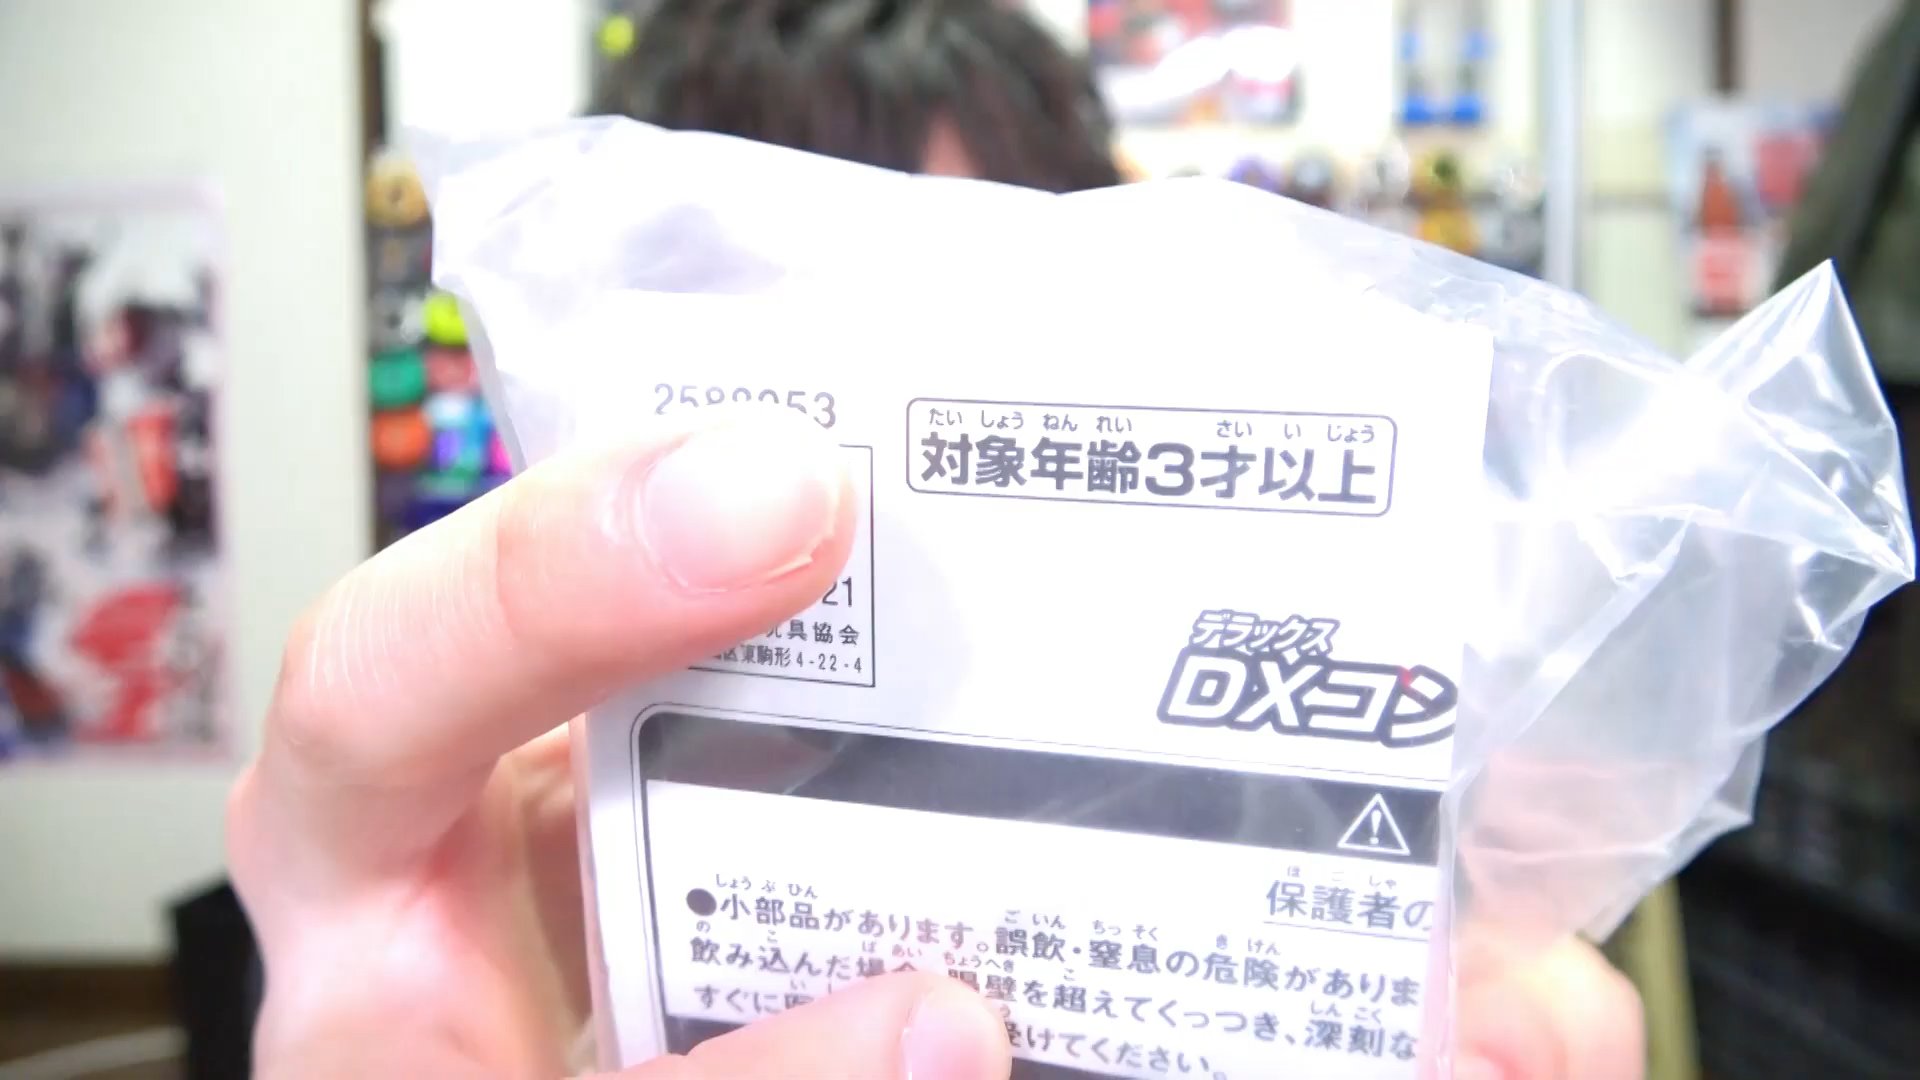 たいしょうねんれい さいいじょう
対象年齢3才以上
21
具協会
区東駒形4-22-4
デラックス
DXコン
ほごしゃ
保護者の
しょうぶひん
●小部品があります。誤飲・窒息の危険がありま
飲み込んだ場合 腸壁を超えてくっつき、深刻な
すぐに 受けてください。